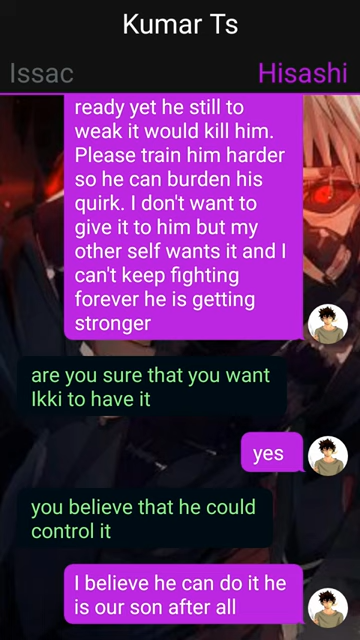 Kumar Ts
Issac
Hisashi
ready yet he still to
weak it would kill him.
Please train him harder
so he can burden his
quirk. I don't want to
give it to him but my
other self wants it and I
can't keep fighting
forever he is getting
stronger
are you sure that you want
Ikki to have it
yes
you believe that he could
control it
I believe he can do it he
is our son after all